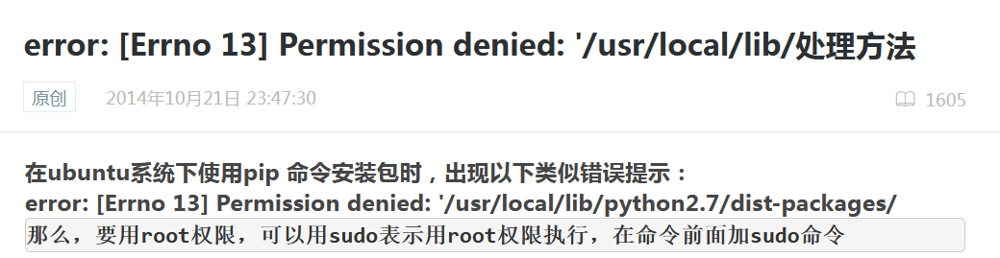 error: [Errno 13] Permission denied: '/usr/local/lib/处理方法
原创 2014年10月21日 23:47:30 1605
在ubuntu系统下使用pip 命令安装包时，出现以下类似错误提示：
error: [Errno 13] Permission denied: '/usr/local/lib/python2.7/dist-packages/
那么，要用root权限，可以用sudo表示用root权限执行，在命令前面加sudo命令